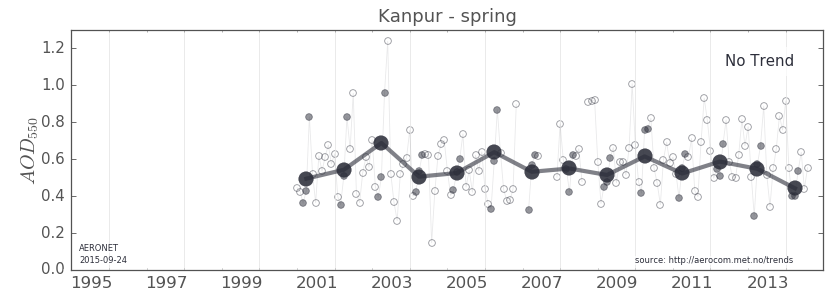 Kanpur - spring
No Trend
1.2
1.0
0.8
0.6
0.4
0.2
0.0
AOD550
AERONET
2015-09-24
source: http://aerocom.met.no/trends
1995 1997 1999 2001 2003 2005 2007 2009 2011 2013